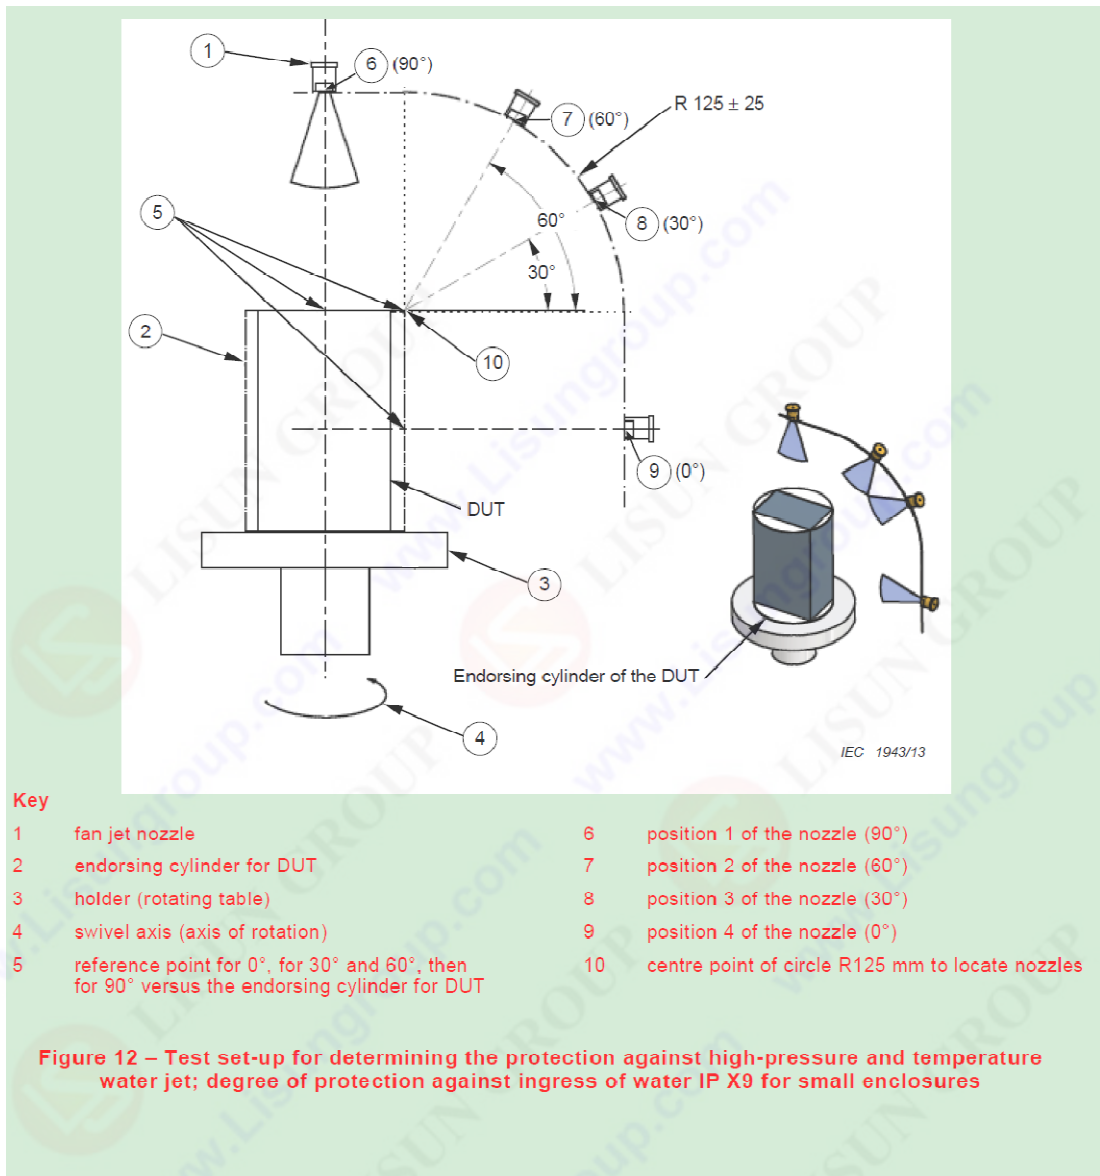 1
6 (90°)
R 125 ± 25
7 (60°)
5
60°
8 (30°)
30°
2
10
9 (0°)
DUT
3
Endorsing cylinder of the DUT
4
IEC 1943/13
Key
1 fan jet nozzle
2 endorsing cylinder for DUT
3 holder (rotating table)
4 swivel axis (axis of rotation)
5 reference point for 0°, for 30° and 60°, then
for 90° versus the endorsing cylinder for DUT
6 position 1 of the nozzle (90°)
7 position 2 of the nozzle (60°)
8 position 3 of the nozzle (30°)
9 position 4 of the nozzle (0°)
10 centre point of circle R125 mm to locate nozzles
Figure 12 – Test set-up for determining the protection against high-pressure and temperature
water jet; degree of protection against ingress of water IP X9 for small enclosures
LISUN GROUP
www.Lisungroup.com